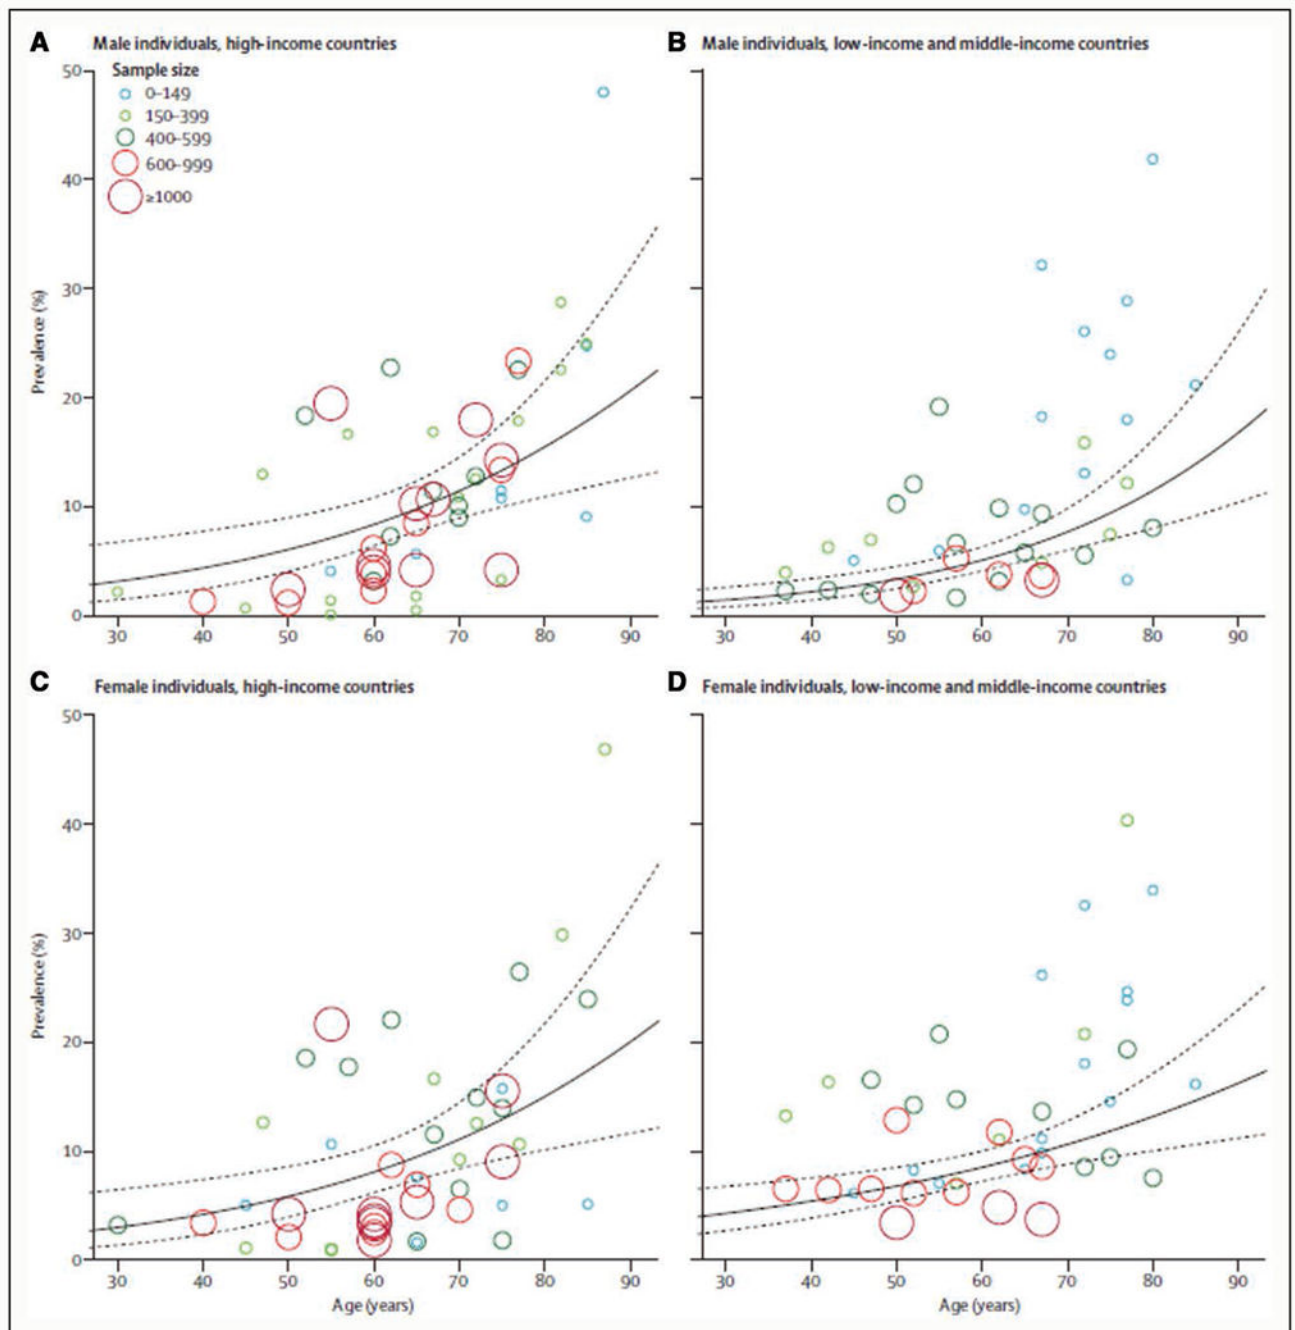 A Male individuals, high-income countries
B Male individuals, low-income and middle-income countries
Sample size
0–149
150–399
400–599
600–999
≥1000
Prevalence (%)
50
40
30
20
10
0
30 40 50 60 70 80 90
30 40 50 60 70 80 90
C Female individuals, high-income countries
D Female individuals, low-income and middle-income countries
Prevalence (%)
50
40
30
20
10
0
30 40 50 60 70 80 90
Age (years)
30 40 50 60 70 80 90
Age (years)